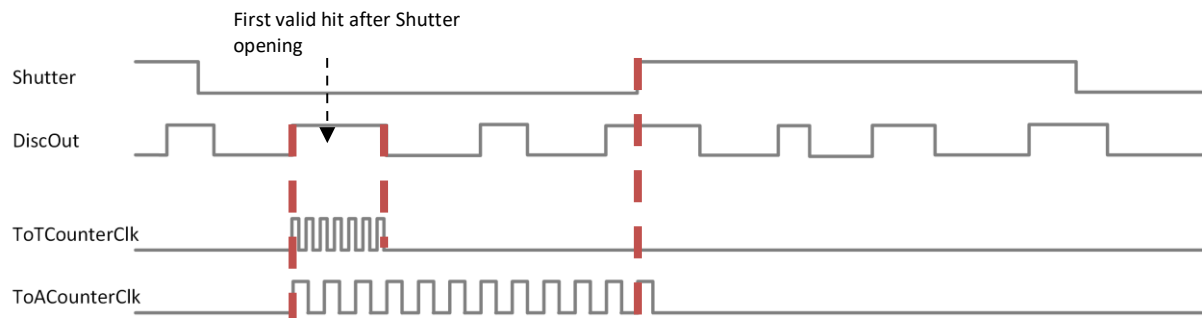 First valid hit after Shutter
opening
Shutter
DiscOut
ToTCounterClk
ToACounterClk